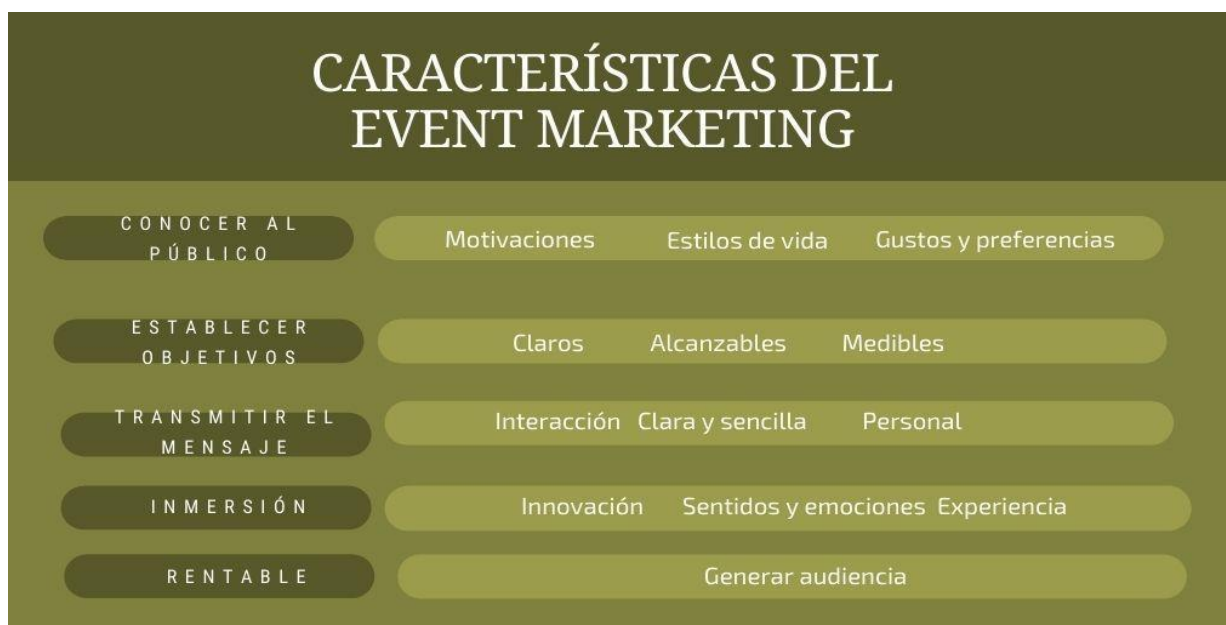 CARACTERÍSTICAS DEL
EVENT MARKETING
CONOCER AL
PÚBLICO
Motivaciones Estilos de vida Gustos y preferencias
ESTABLECER
OBJETIVOS
Claros Alcanzables Medibles
TRANSMITIR EL
MENSAJE
Interacción Clara y sencilla Personal
INMERSIÓN
Innovación Sentidos y emociones Experiencia
RENTABLE
Generar audiencia